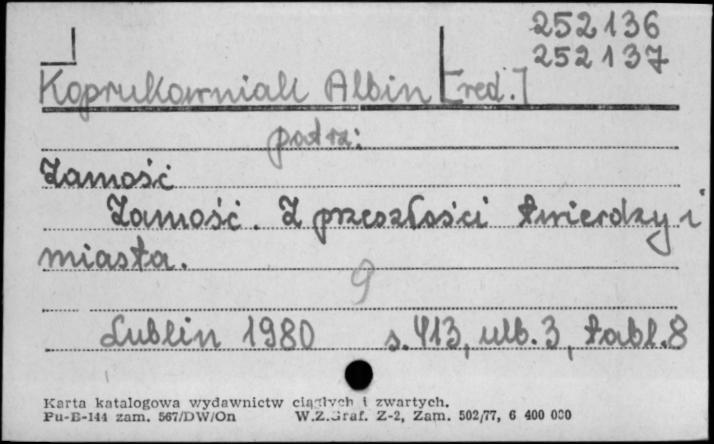 252136
252137
Koprukowniak Albin [red.]
patrz:
Zamość
Zamość. Z przeszłości twierdzy i
miasta.
9
Lublin 1980 s. 413, ulb. 3, tabl. 8
Karta katalogowa wydawnictw ciągłych i zwartych.
Pu-B-144 zam. 567/DW/On W.Z.Graf. Z-2, Zam. 502/77, 6 400 000